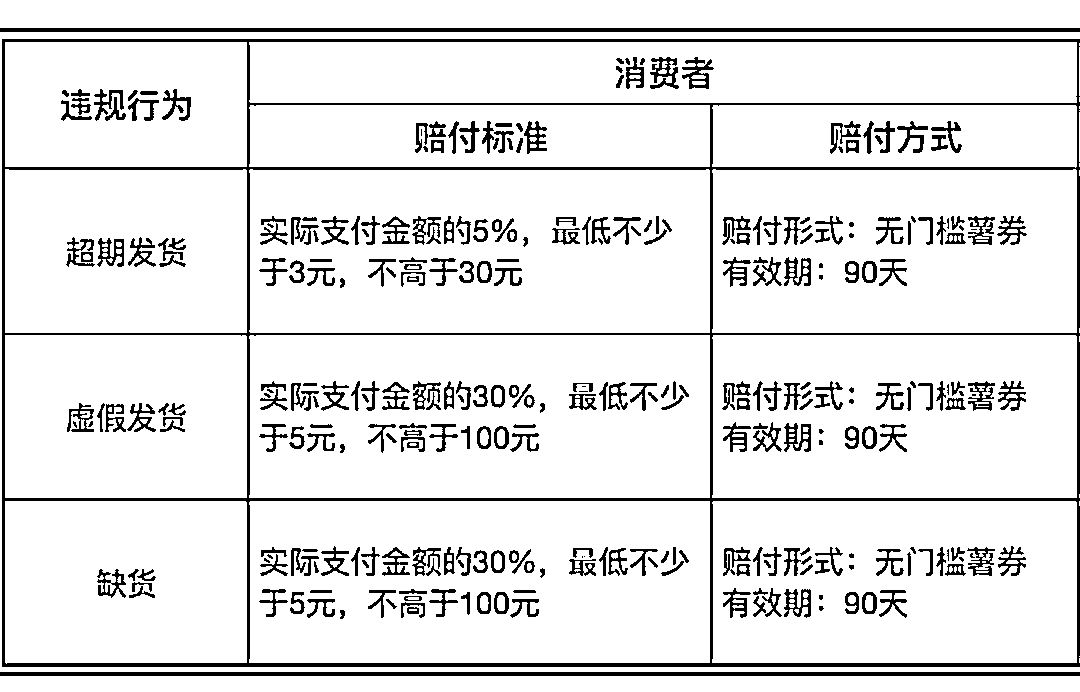 违规行为
消费者
赔付标准
赔付方式
超期发货
实际支付金额的5%，最低不少
于3元，不高于30元
赔付形式：无门槛薯券
有效期：90天
虚假发货
实际支付金额的30%，最低不少
于5元，不高于100元
赔付形式：无门槛薯券
有效期：90天
缺货
实际支付金额的30%，最低不少
于5元，不高于100元
赔付形式：无门槛薯券
有效期：90天